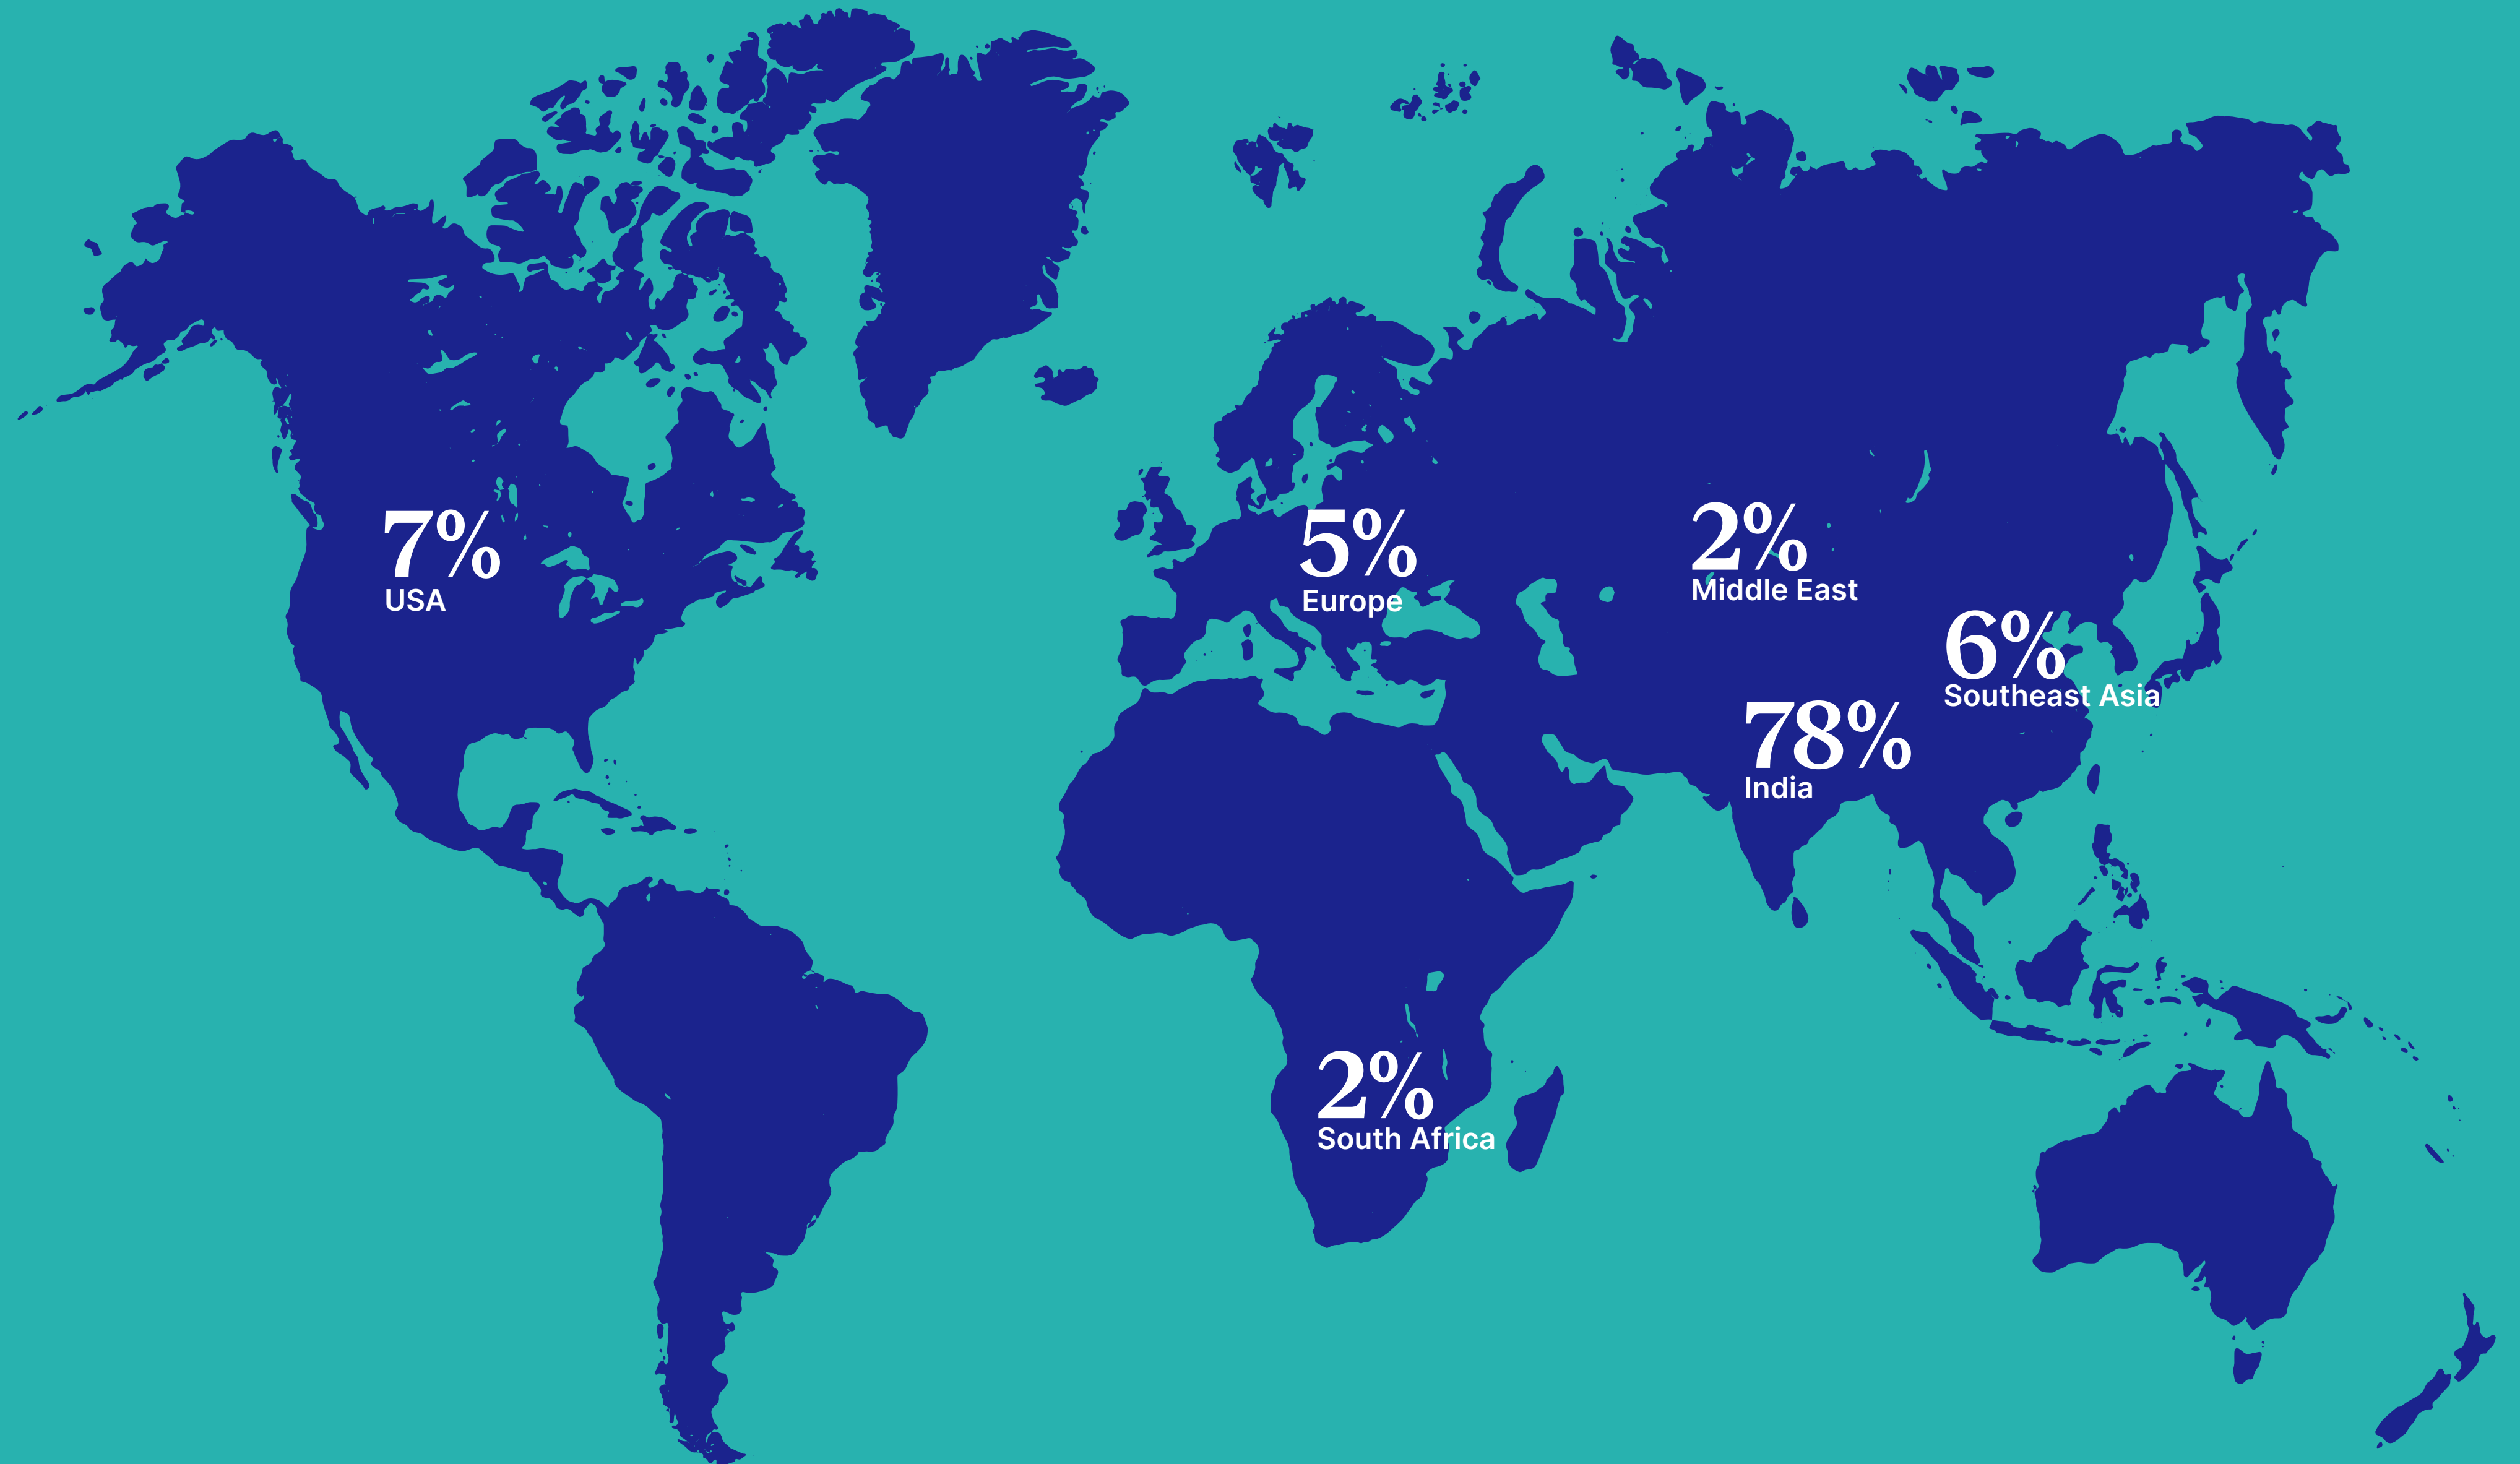 7%
USA
5%
Europe
2%
Middle East
6%
Southeast Asia
78%
India
2%
South Africa